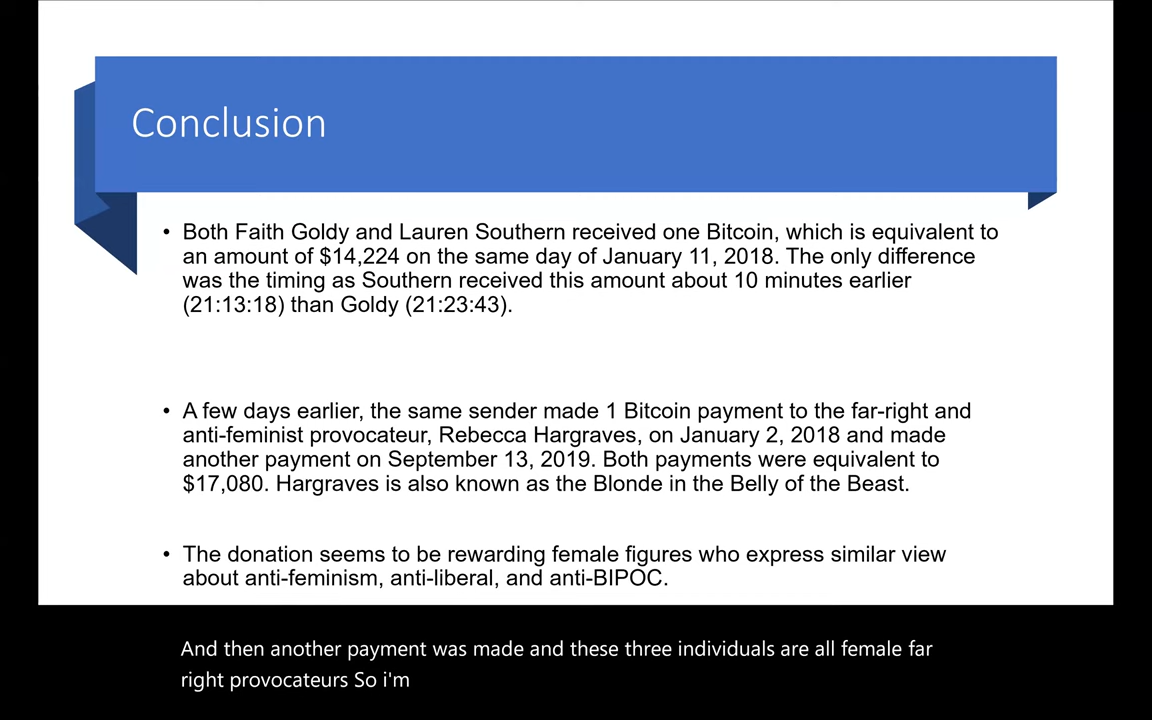 Conclusion
• Both Faith Goldy and Lauren Southern received one Bitcoin, which is equivalent to
an amount of $14,224 on the same day of January 11, 2018. The only difference
was the timing as Southern received this amount about 10 minutes earlier
(21:13:18) than Goldy (21:23:43).
• A few days earlier, the same sender made 1 Bitcoin payment to the far-right and
anti-feminist provocateur, Rebecca Hargraves, on January 2, 2018 and made
another payment on September 13, 2019. Both payments were equivalent to
$17,080. Hargraves is also known as the Blonde in the Belly of the Beast.
• The donation seems to be rewarding female figures who express similar view
about anti-feminism, anti-liberal, and anti-BIPOC.
And then another payment was made and these three individuals are all female far
right provocateurs So i'm